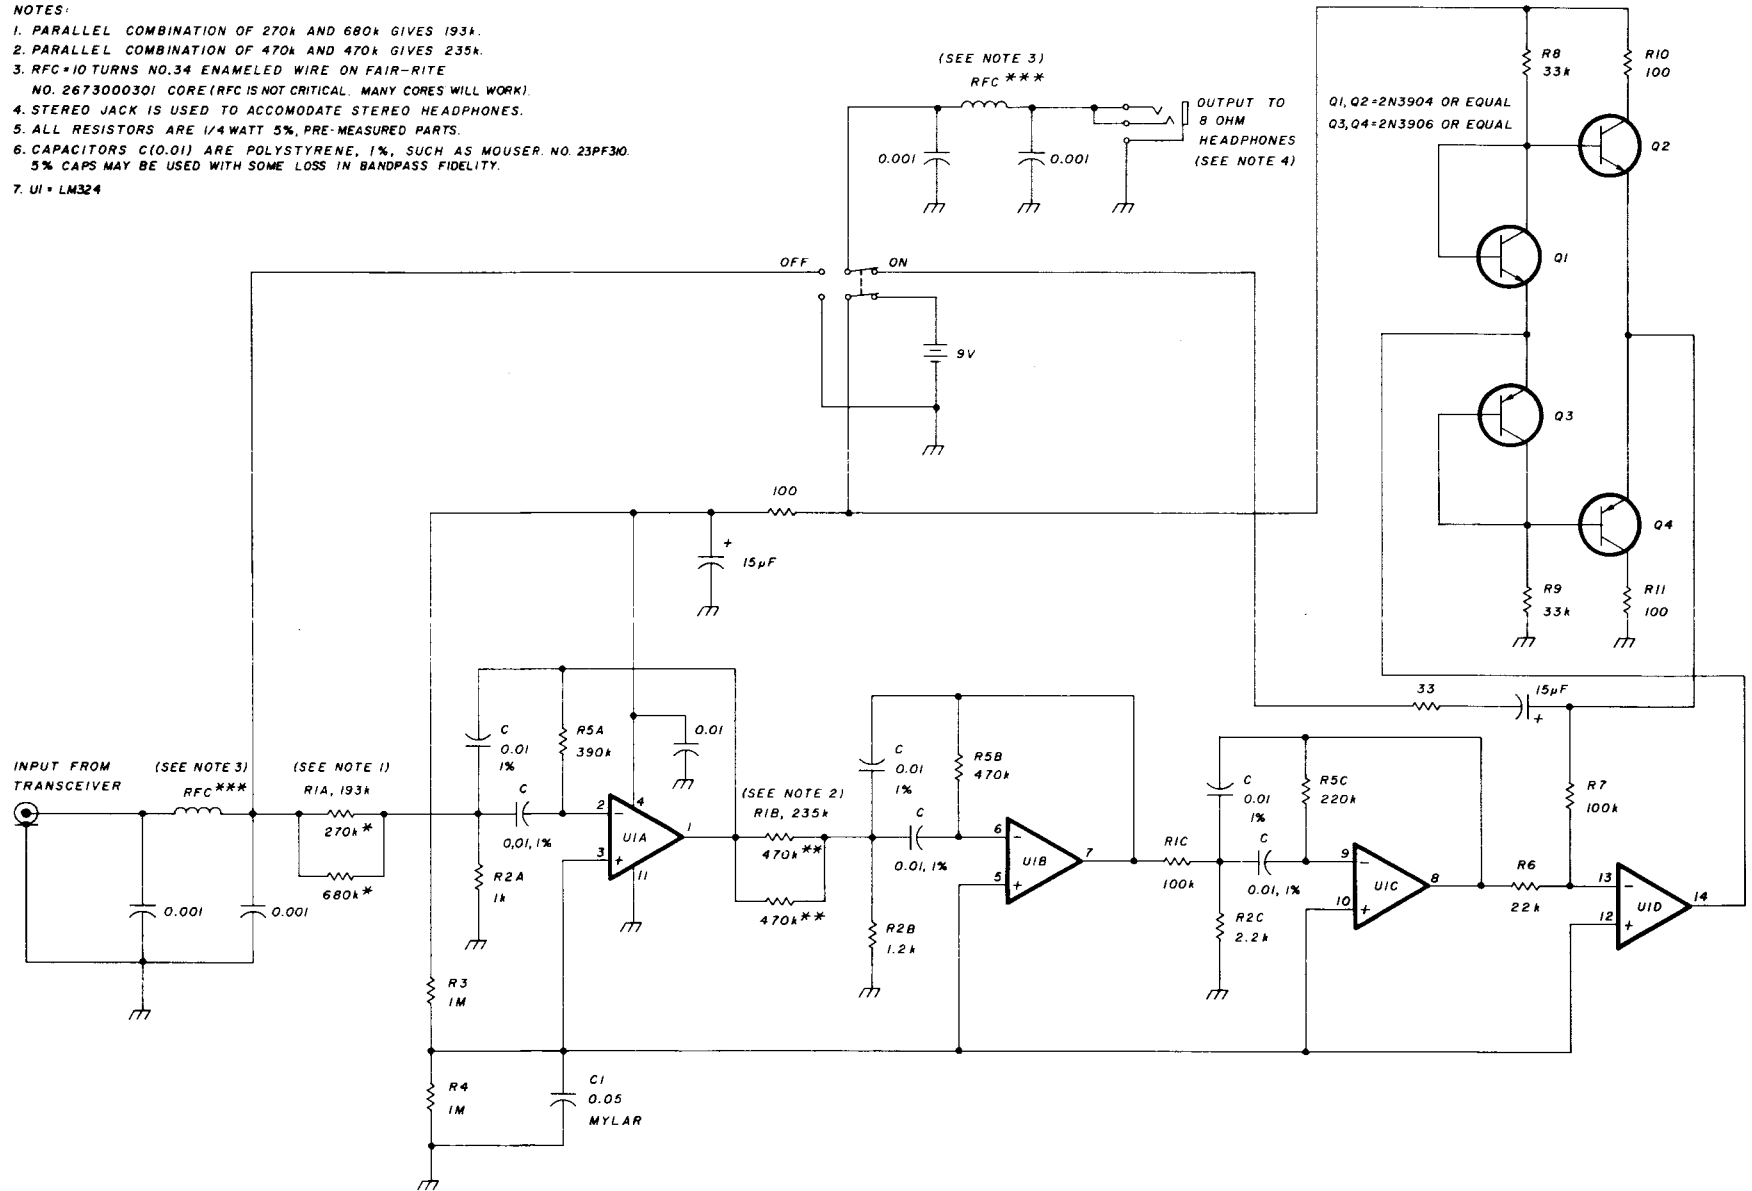 NOTES:
1. PARALLEL COMBINATION OF 270k AND 680k GIVES 193k.
2. PARALLEL COMBINATION OF 470k AND 470k GIVES 235k.
3. RFC = 10 TURNS NO.34 ENAMELED WIRE ON FAIR-RITE
NO. 2673000301 CORE (RFC IS NOT CRITICAL. MANY CORES WILL WORK).
4. STEREO JACK IS USED TO ACCOMODATE STEREO HEADPHONES.
5. ALL RESISTORS ARE 1/4 WATT 5%, PRE-MEASURED PARTS.
6. CAPACITORS C(0.01) ARE POLYSTYRENE, 1%, SUCH AS MOUSER. NO. 23PF310.
5% CAPS MAY BE USED WITH SOME LOSS IN BANDPASS FIDELITY.
7. U1 = LM324
(SEE NOTE 3)
RFC ***
0.001
0.001
OUTPUT TO
8 OHM
HEADPHONES
(SEE NOTE 4)
Q1, Q2=2N3904 OR EQUAL
Q3, Q4=2N3906 OR EQUAL
R8
33k
R10
100
Q2
Q1
Q3
Q4
R9
33k
R11
100
OFF
ON
9V
100
+
15µF
33
15µF
+
INPUT FROM
TRANSCEIVER
(SEE NOTE 3)
RFC ***
(SEE NOTE 1)
R1A, 193k
270k *
680k *
0.001
0.001
C
0.01
1%
R5A
390k
C
0.01, 1%
R2A
1k
2
-
3
+
4
U1A
11
1
0.01
(SEE NOTE 2)
R1B, 235k
470k **
470k **
C
0.01
1%
R5B
470k
C
0.01, 1%
R2B
1.2k
6
-
5
+
U1B
7
R1C
100k
C
0.01
1%
R5C
220k
C
0.01, 1%
R2C
2.2k
9
-
10
+
U1C
8
R6
22k
R7
100k
13
-
12
+
U1D
14
R3
1M
R4
1M
C1
0.05
MYLAR